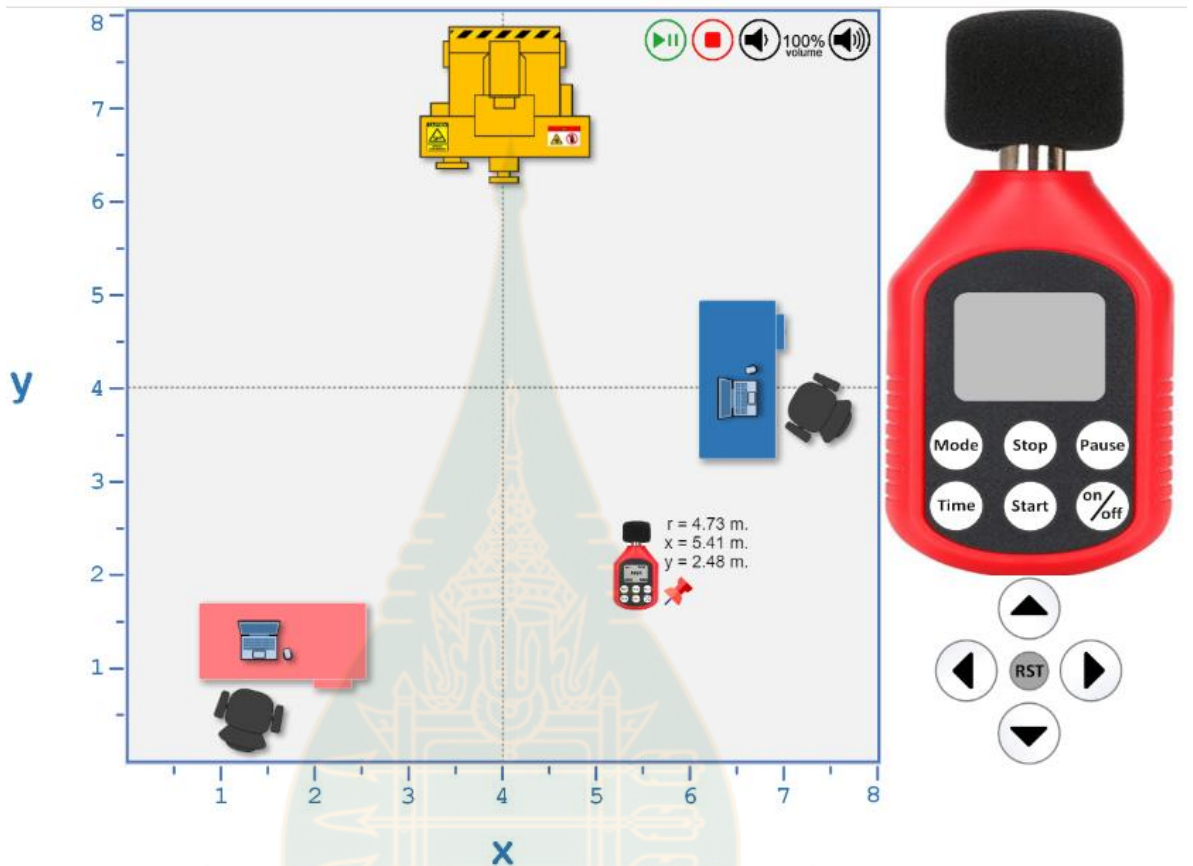 8
7
6
5
4
3
2
1
y
1 2 3 4 5 6 7 8
x
100%
volume
r = 4.73 m.
x = 5.41 m.
y = 2.48 m.
Mode Stop Pause
Time Start on/off
RST